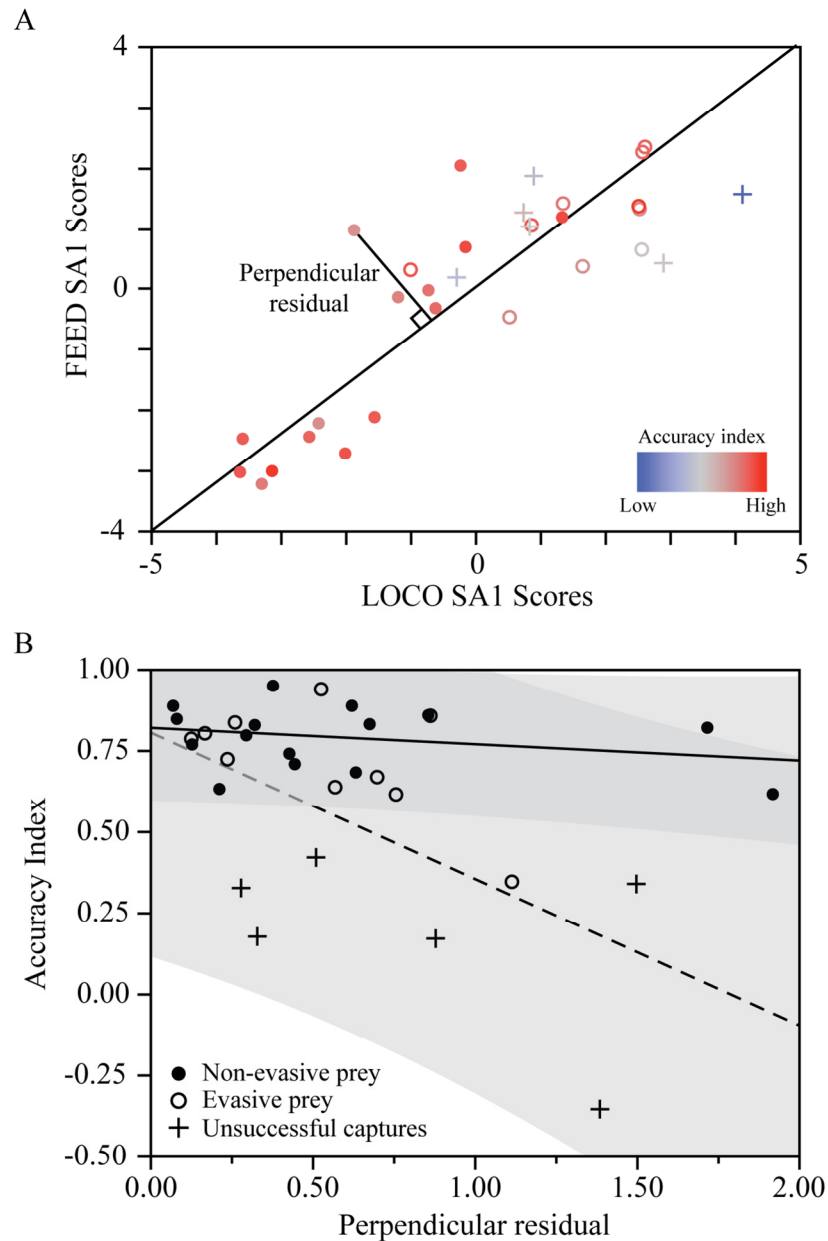 A
4
0
-4
FEED SA1 Scores
Perpendicular
residual
Accuracy index
Low
High
-5
0
5
LOCO SA1 Scores
B
1.00
0.75
0.50
0.25
0.00
-0.25
-0.50
Accuracy Index
Non-evasive prey
Evasive prey
Unsuccessful captures
0.00
0.50
1.00
1.50
2.00
Perpendicular residual